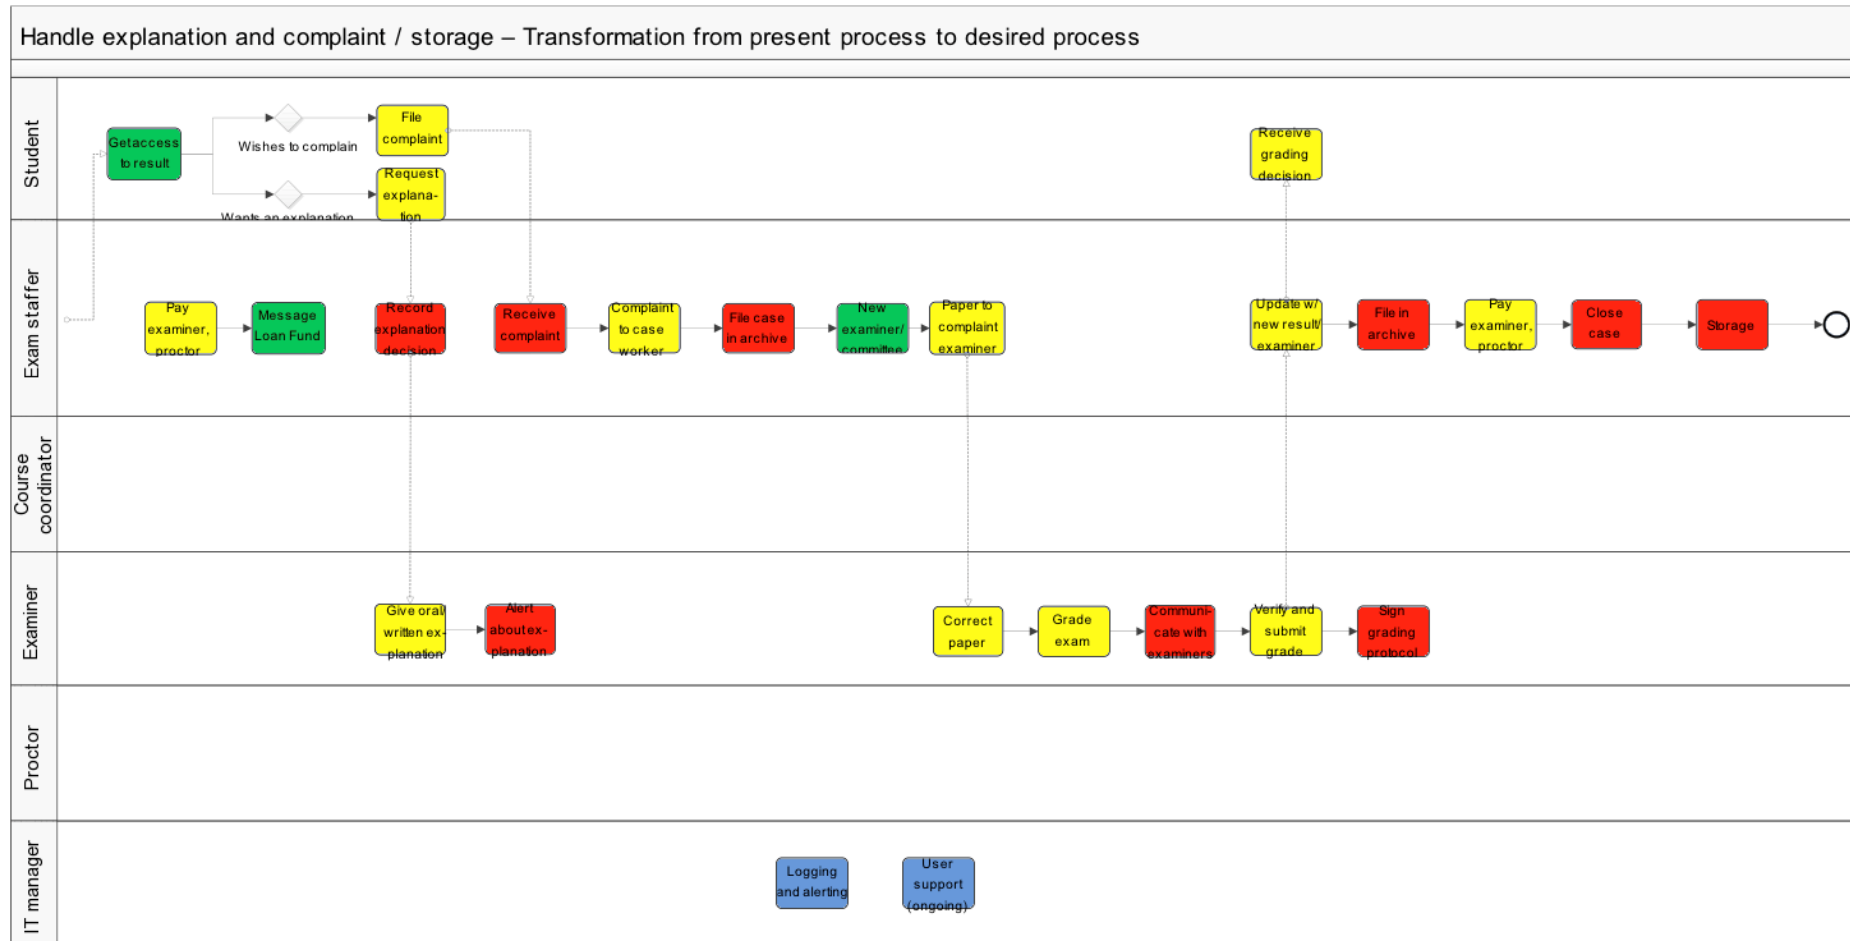 Handle explanation and complaint / storage – Transformation from present process to desired process
Student
Get access
to result
Wishes to complain
Wants an explanation
File
complaint
Request
explana-
tion
Receive
grading
decision
Exam staffer
Pay
examiner,
proctor
Message
Loan Fund
Record
explanation
decision
Receive
complaint
Complaint
to case
worker
File case
in archive
New
examiner/
committee
Paper to
complaint
examiner
Update w/
new result/
examiner
File in
archive
Pay
examiner,
proctor
Close
case
Storage
Course
coordinator
Examiner
Give oral/
written ex-
planation
Alert
about ex-
planation
Correct
paper
Grade
exam
Communi-
cate with
examiners
Verify and
submit
grade
Sign
grading
protocol
Proctor
IT manager
Logging
and alerting
User
support
(ongoing)